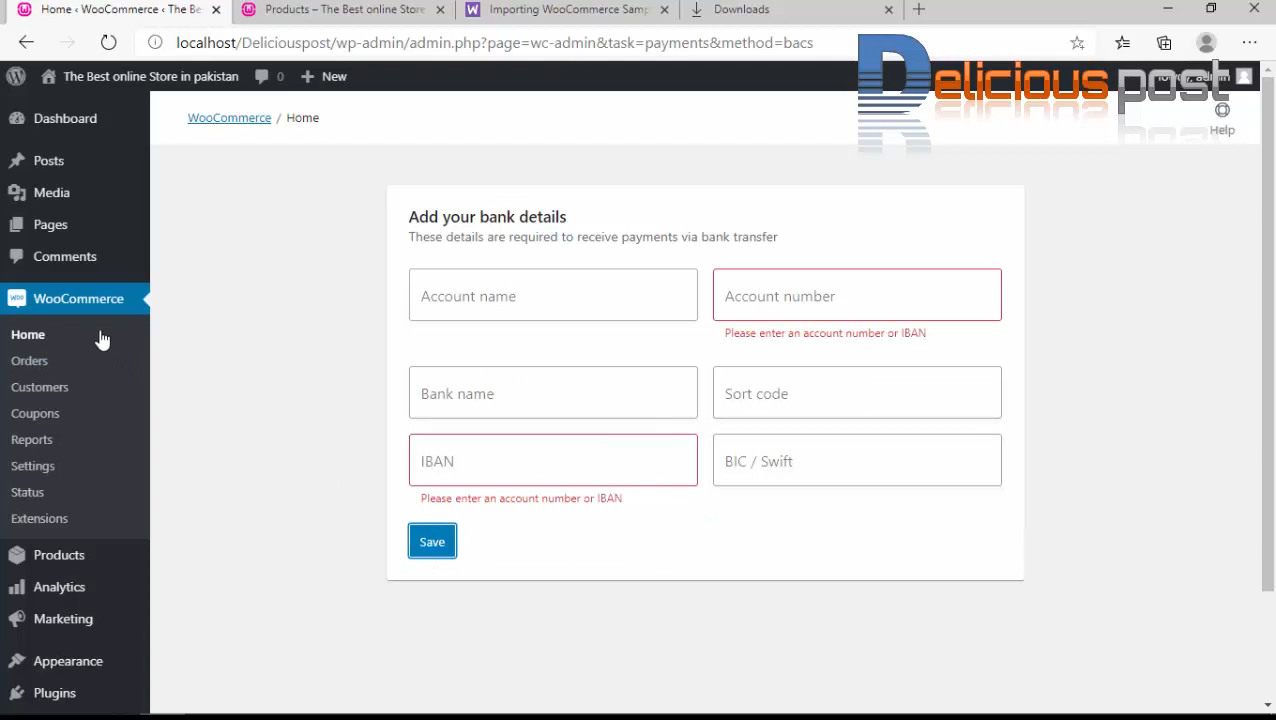 Home < WooCommerce < The Be
Products – The Best online Store
Importing WooCommerce Samp
Downloads
localhost/Deliciouspost/wp-admin/admin.php?page=wc-admin&task=payments&method=bacs
The Best online Store in pakistan
0
New
admin
Delicious post
Help
Dashboard
Posts
Media
Pages
Comments
WooCommerce
Home
Orders
Customers
Coupons
Reports
Settings
Status
Extensions
Products
Analytics
Marketing
Appearance
Plugins
WooCommerce / Home
Add your bank details
These details are required to receive payments via bank transfer
Account name
Account number
Please enter an account number or IBAN
Bank name
Sort code
IBAN
BIC / Swift
Please enter an account number or IBAN
Save